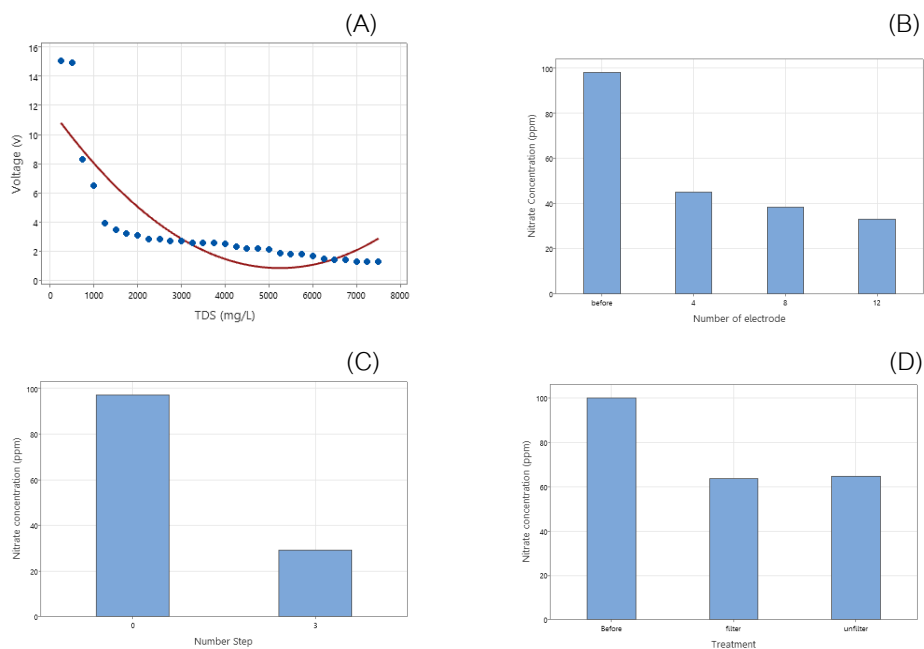 (A)
Voltage (v)
16
14
12
10
8
6
4
2
0
0 1000 2000 3000 4000 5000 6000 7000 8000
TDS (mg/L)
(B)
Nitrate Concentration (ppm)
100
80
60
40
20
0
before 4 8 12
Number of electrode
(C)
Nitrate concentration (ppm)
100
80
60
40
20
0
0 3
Number Step
(D)
Nitrate concentration (ppm)
100
80
60
40
20
0
Before filter unfilter
Treatment